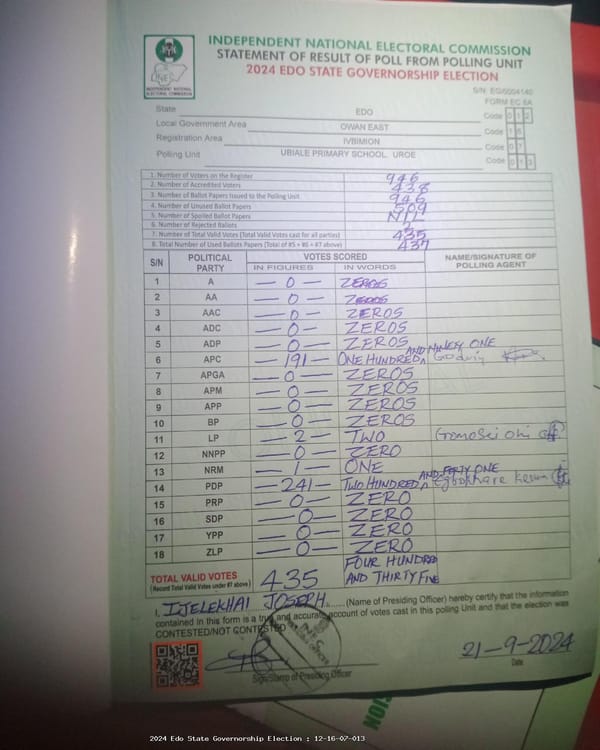 INDEPENDENT NATIONAL ELECTORAL COMMISSION
STATEMENT OF RESULT OF POLL FROM POLLING UNIT
2024 EDO STATE GOVERNORSHIP ELECTION
INEC
INDEPENDENT NATIONAL ELECTORAL COMMISSION
S/N: EG/0004140
FORM EC 8A
State EDO Code 0 1 2
Local Government Area OWAN EAST Code 1 6
Registration Area IVBIMION Code 0 7
Polling Unit UBIALE PRIMARY SCHOOL. UROE Code 0 1 3
1. Number of Voters on the Register 946
2. Number of Accredited Voters 438
3. Number of Ballot Papers Issued to the Polling Unit 946
4. Number of Unused Ballot Papers 509
5. Number of Spoiled Ballot Papers NIL
6. Number of Rejected Ballots
7. Number of Total Valid Votes (Total Valid Votes cast for all parties) 435
8. Total Number of Used Ballots Papers (Total of #5 + #6 + #7 above) 437
S/N POLITICAL PARTY VOTES SCORED NAME/SIGNATURE OF POLLING AGENT
IN FIGURES IN WORDS
1 A — 0 — ZEROS
2 AA — 0 — ZEROS
3 AAC — 0 — ZEROS
4 ADC — 0 — ZEROS
5 ADP — 0 — ZEROS
6 APC — 191 — ONE HUNDRED AND NINETY ONE Godwin
7 APGA — 0 — ZEROS
8 APM — 0 — ZEROS
9 APP — 0 — ZEROS
10 BP — 0 — ZEROS
11 LP — 2 — TWO
12 NNPP — 0 — ZERO
13 NRM — 1 — ONE
14 PDP — 241 — TWO HUNDRED AND FORTY ONE
15 PRP — 0 — ZERO
16 SDP — 0 — ZERO
17 YPP — 0 — ZERO
18 ZLP — 0 — ZERO
TOTAL VALID VOTES 435 FOUR HUNDRED AND THIRTY FIVE
(Record Total Valid Votes under #7 above)
I, IJELEKHAI JOSEPH (Name of Presiding Officer) hereby certify that the information
contained in this form is a true and accurate account of votes cast in this polling Unit and that the election was
CONTESTED/NOT CONTESTED
INEC
21-9-2024
Sign/Stamp of Presiding Officer Date
2024 Edo State Governorship Election : 12-16-07-013